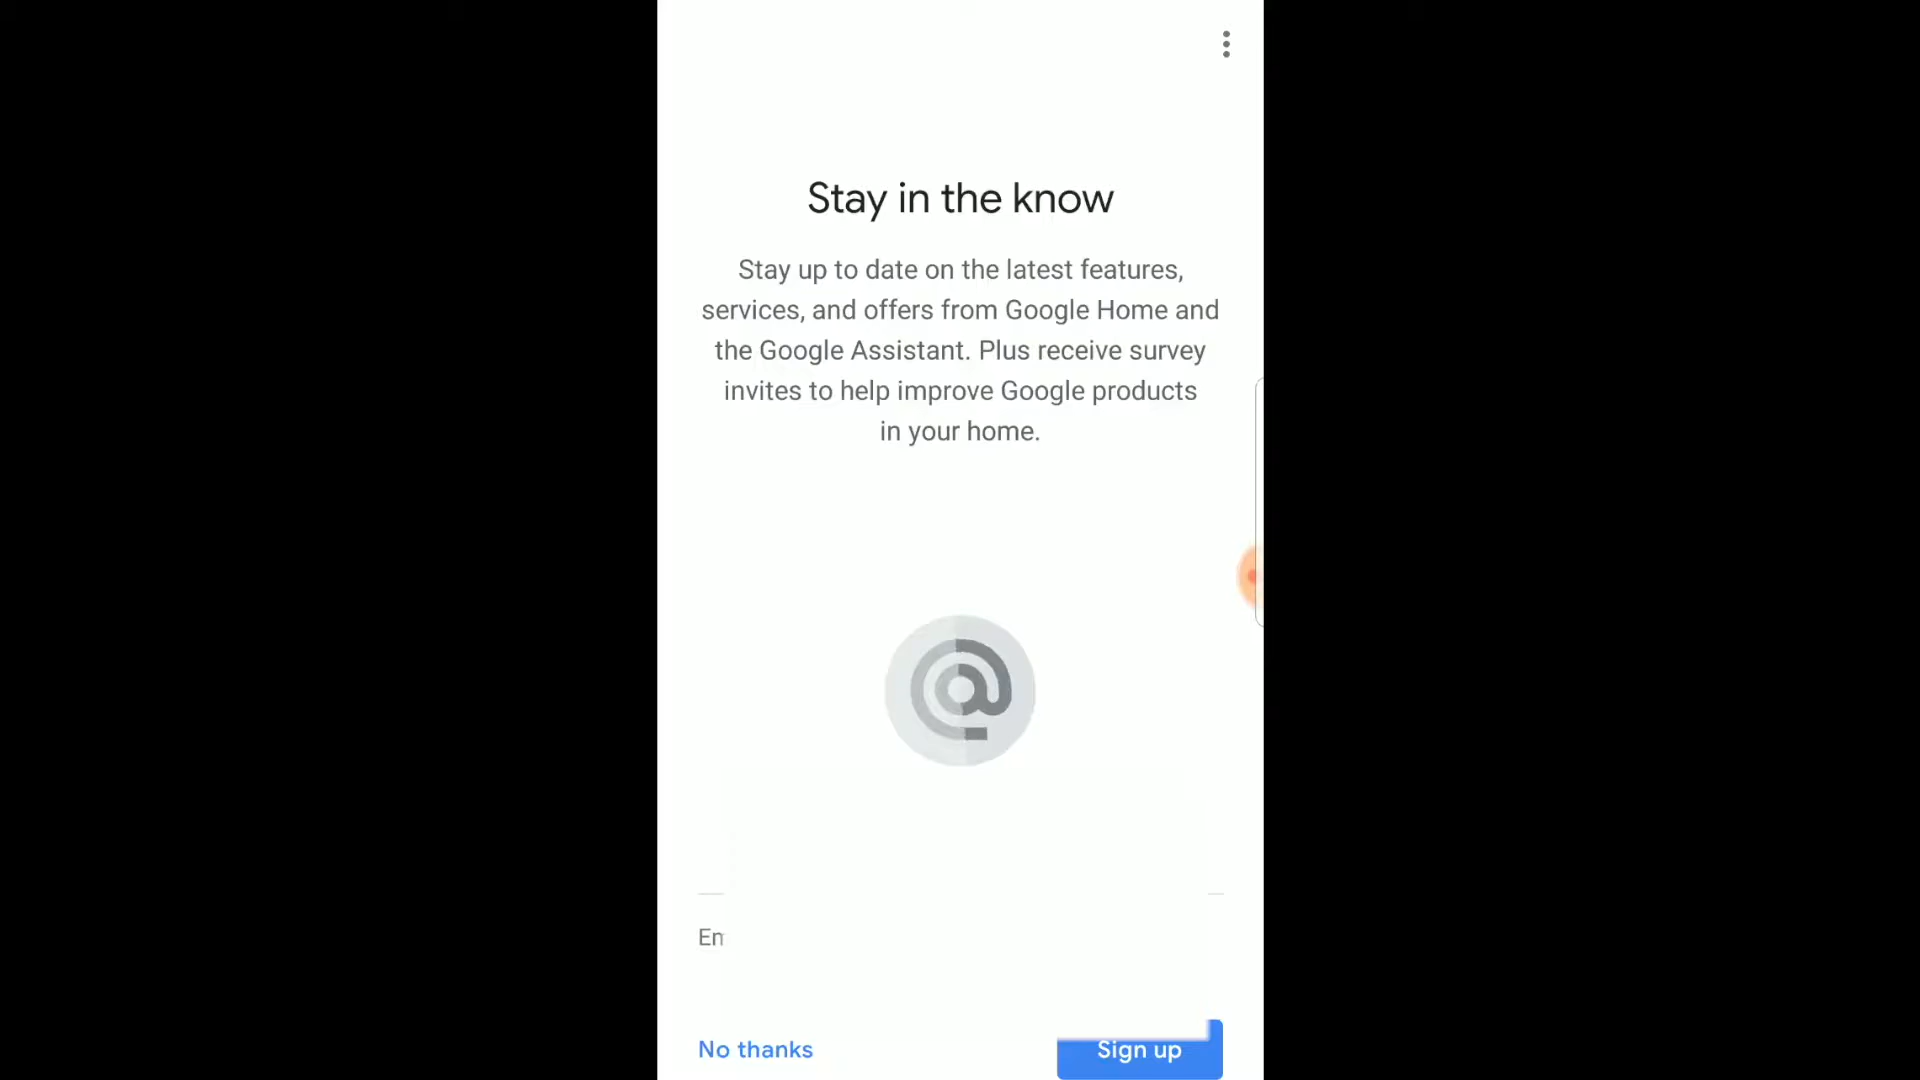 Stay in the know
Stay up to date on the latest features,
services, and offers from Google Home and
the Google Assistant. Plus receive survey
invites to help improve Google products
in your home.
@
No thanks
Sign up